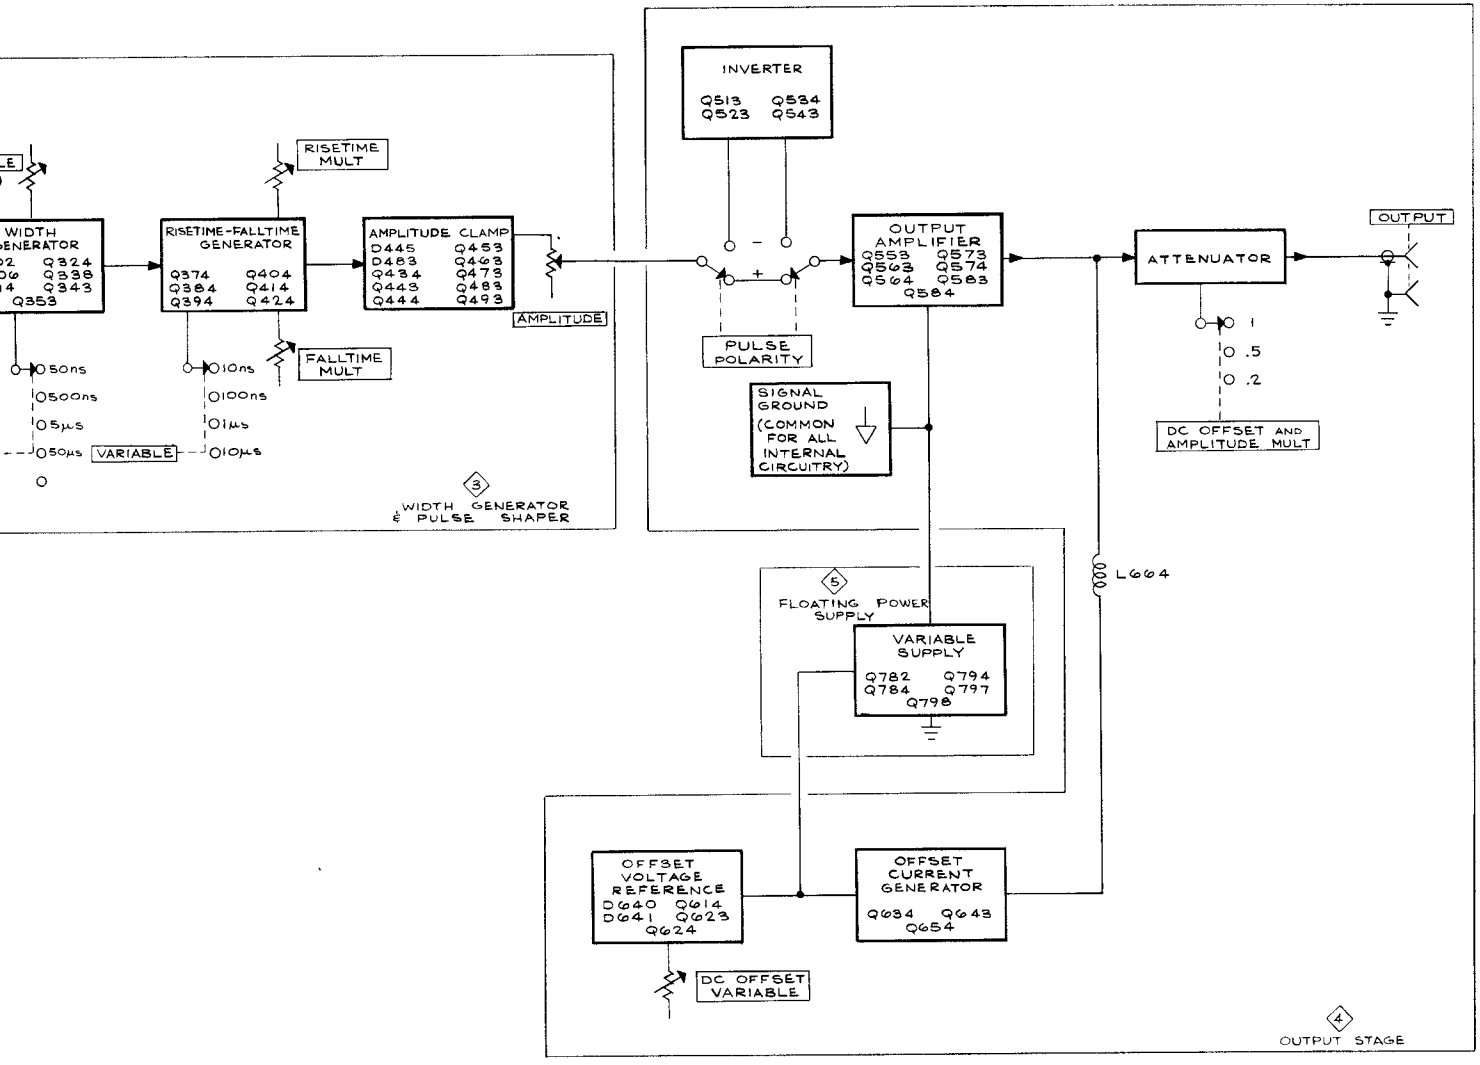 LE
WIDTH
GENERATOR
Q324
Q338
Q343
Q353
50ns
500ns
5µs
50µs
RISETIME
MULT
RISETIME-FALLTIME
GENERATOR
Q374 Q404
Q384 Q414
Q394 Q424
FALLTIME
MULT
10ns
100ns
1µs
10µs
VARIABLE
AMPLITUDE CLAMP
D445 Q453
D483 Q463
Q434 Q473
Q443 Q483
Q444 Q493
AMPLITUDE
3
WIDTH GENERATOR
& PULSE SHAPER
INVERTER
Q513 Q534
Q523 Q543
-
+
PULSE
POLARITY
OUTPUT
AMPLIFIER
Q553 Q573
Q563 Q574
Q564 Q583
Q584
SIGNAL
GROUND
(COMMON
FOR ALL
INTERNAL
CIRCUITRY)
ATTENUATOR
OUTPUT
1
.5
.2
DC OFFSET AND
AMPLITUDE MULT
L664
5
FLOATING POWER
SUPPLY
VARIABLE
SUPPLY
Q782 Q794
Q784 Q797
Q798
OFFSET
VOLTAGE
REFERENCE
D640 Q614
D641 Q623
Q624
DC OFFSET
VARIABLE
OFFSET
CURRENT
GENERATOR
Q634 Q643
Q654
4
OUTPUT STAGE